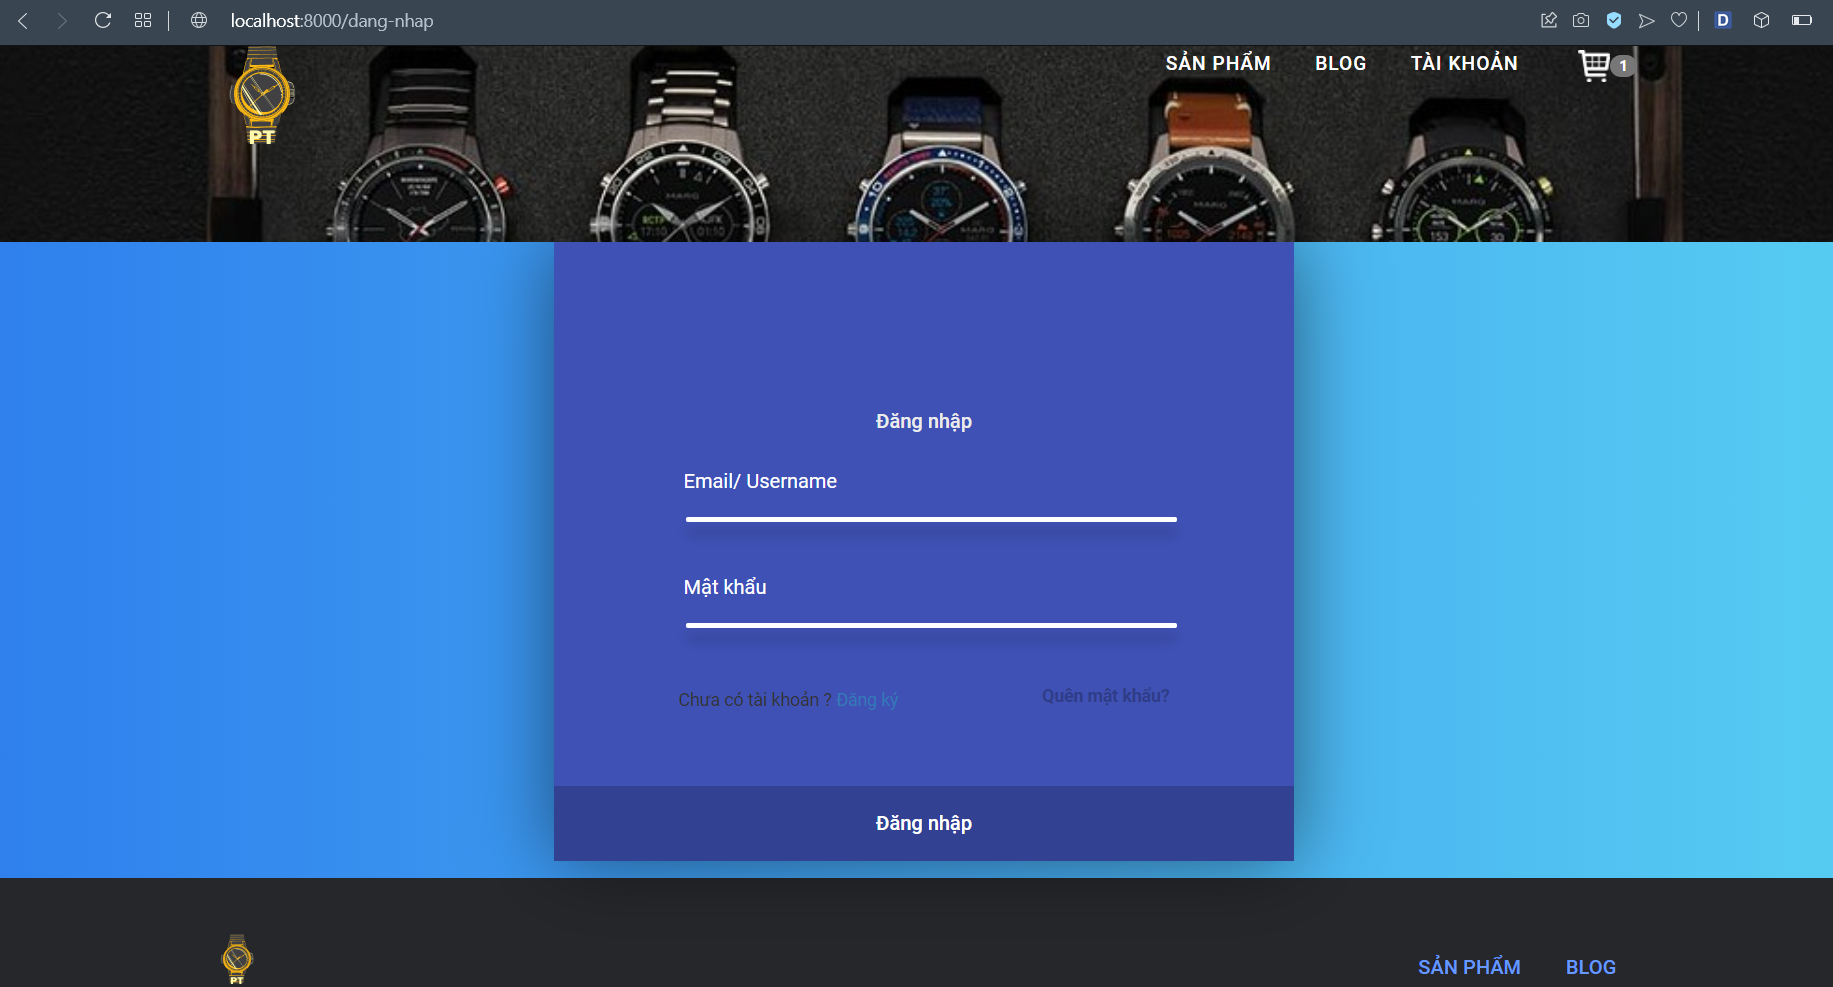 localhost:8000/dang-nhap
D
PT
SẢN PHẨM BLOG TÀI KHOẢN 1
Đăng nhập
Email/ Username
Mật khẩu
Chưa có tài khoản ? Đăng ký
Quên mật khẩu?
Đăng nhập
PT
SẢN PHẨM BLOG